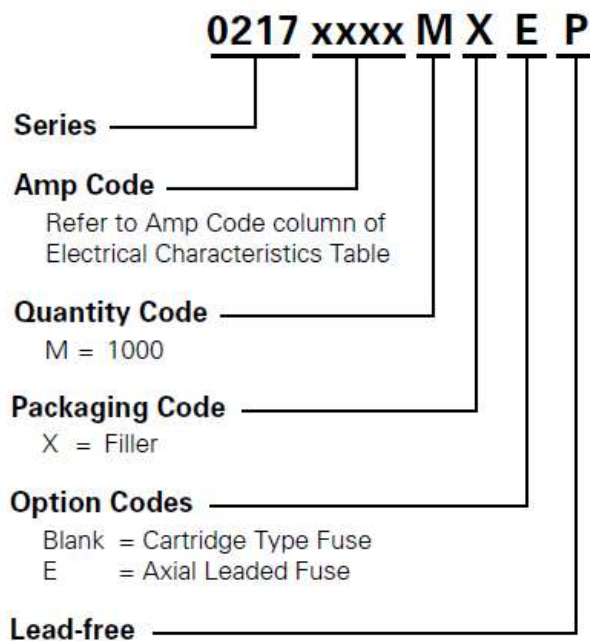 0217 xxxx M X E P
Series
Amp Code
Refer to Amp Code column of
Electrical Characteristics Table
Quantity Code
M = 1000
Packaging Code
X = Filler
Option Codes
Blank = Cartridge Type Fuse
E = Axial Leaded Fuse
Lead-free